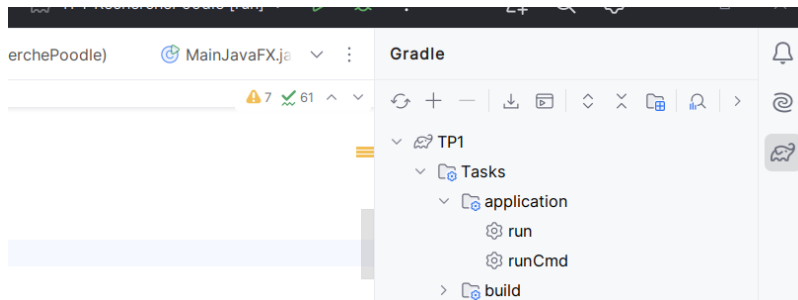 erchePoodle)
MainJavaFX.ja
Gradle
7
61
TP1
Tasks
application
run
runCmd
build